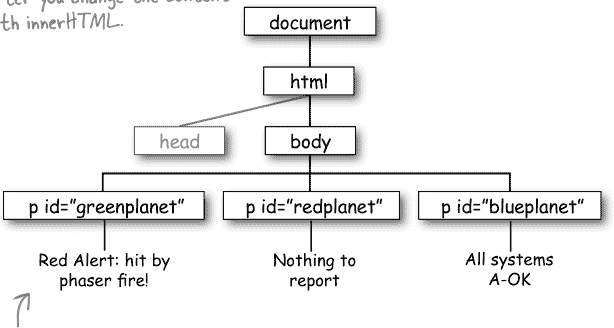 th innerHTML.
document
html
head
body
p id="greenplanet"
p id="redplanet"
p id="blueplanet"
Red Alert: hit by
phaser fire!
Nothing to
report
All systems
A-OK